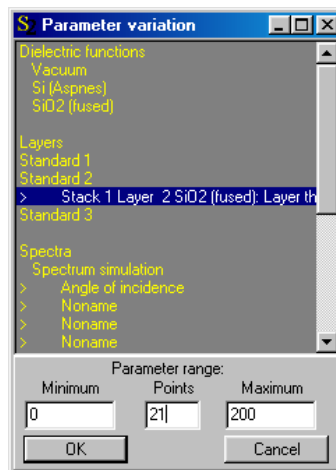 S2 Parameter variation
Dielectric functions
Vacuum
Si (Aspnes)
SiO2 (fused)
Layers
Standard 1
Standard 2
> Stack 1 Layer 2 SiO2 (fused): Layer th
Standard 3
Spectra
Spectrum simulation
> Angle of incidence
> Noname
> Noname
> Noname
Parameter range:
Minimum Points Maximum
0 21 200
OK Cancel